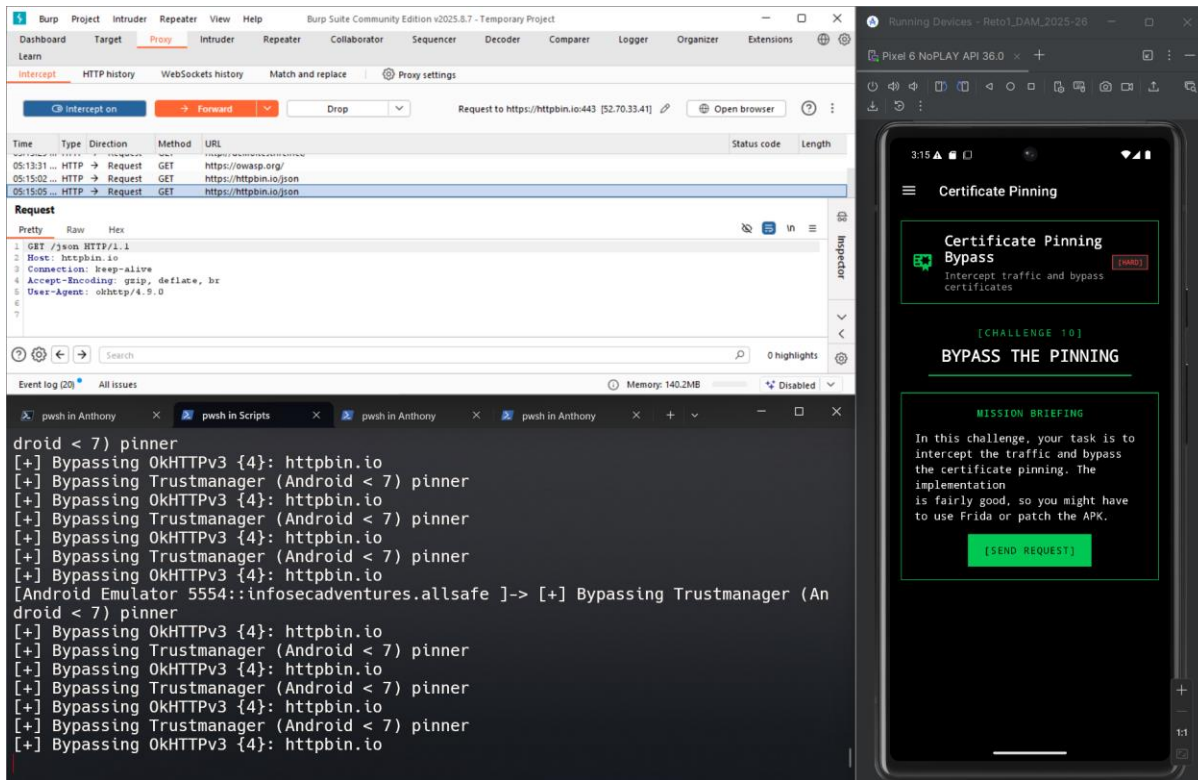 Burp Project Intruder Repeater View Help Burp Suite Community Edition v2025.8.7 - Temporary Project
Dashboard Target Proxy Intruder Repeater Collaborator Sequencer Decoder Comparer Logger Organizer Extensions
Learn
Intercept HTTP history WebSockets history Match and replace Proxy settings
Intercept on Forward Drop Request to https://httpbin.io:443 [52.70.33.41] Open browser
Time Type Direction Method URL Status code Length
05:13:31 ... HTTP → Request GET https://owasp.org/
05:15:02 ... HTTP → Request GET https://httpbin.io/json
05:15:05 ... HTTP → Request GET https://httpbin.io/json
Request
Pretty Raw Hex
\n
Inspector
1 GET /json HTTP/1.1
2 Host: httpbin.io
3 Connection: keep-alive
4 Accept-Encoding: gzip, deflate, br
5 User-Agent: okhttp/4.9.0
6
7
Search 0 highlights
Event log (20) All issues Memory: 140.2MB Disabled
pwsh in Anthony pwsh in Scripts pwsh in Anthony pwsh in Anthony
droid < 7) pinner
[+] Bypassing OkHTTPv3 {4}: httpbin.io
[+] Bypassing Trustmanager (Android < 7) pinner
[+] Bypassing OkHTTPv3 {4}: httpbin.io
[+] Bypassing Trustmanager (Android < 7) pinner
[+] Bypassing OkHTTPv3 {4}: httpbin.io
[+] Bypassing Trustmanager (Android < 7) pinner
[+] Bypassing OkHTTPv3 {4}: httpbin.io
[Android Emulator 5554::infosecadventures.allsafe ]-> [+] Bypassing Trustmanager (An
droid < 7) pinner
[+] Bypassing OkHTTPv3 {4}: httpbin.io
[+] Bypassing Trustmanager (Android < 7) pinner
[+] Bypassing OkHTTPv3 {4}: httpbin.io
[+] Bypassing Trustmanager (Android < 7) pinner
[+] Bypassing OkHTTPv3 {4}: httpbin.io
[+] Bypassing Trustmanager (Android < 7) pinner
[+] Bypassing OkHTTPv3 {4}: httpbin.io
Running Devices - Reto1_DAM_2025-26
Pixel 6 NoPLAY API 36.0
3:15
Certificate Pinning
Certificate Pinning
Bypass
[HARD]
Intercept traffic and bypass
certificates
[CHALLENGE 10]
BYPASS THE PINNING
MISSION BRIEFING
In this challenge, your task is to
intercept the traffic and bypass
the certificate pinning. The
implementation
is fairly good, so you might have
to use Frida or patch the APK.
[SEND REQUEST]
1:1